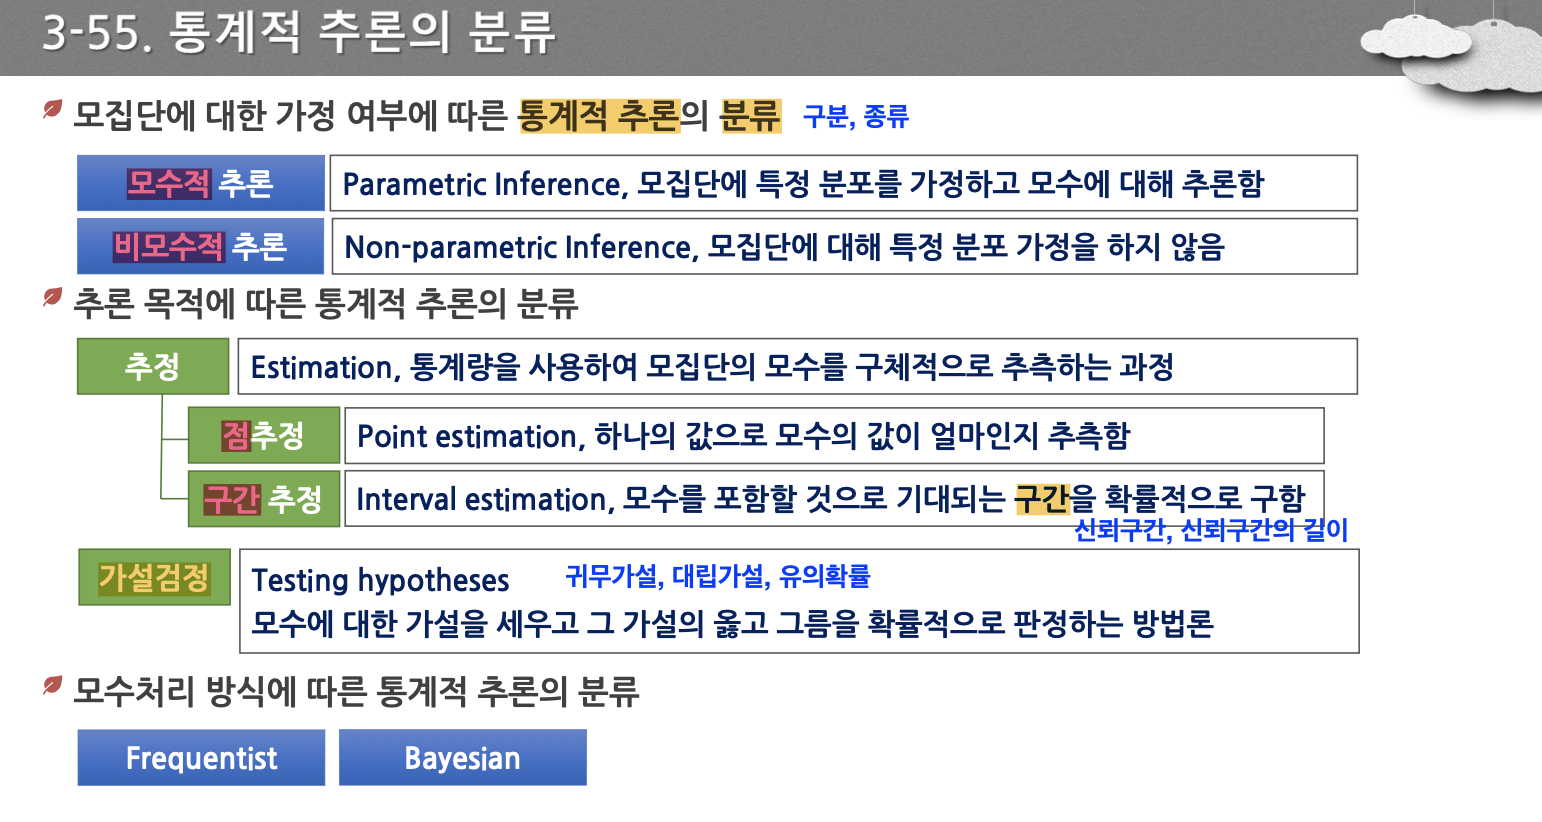 3-55. 통계적 추론의 분류
모집단에 대한 가정 여부에 따른 통계적 추론의 분류 구분, 종류
모수적 추론 Parametric Inference, 모집단에 특정 분포를 가정하고 모수에 대해 추론함
비모수적 추론 Non-parametric Inference, 모집단에 대해 특정 분포 가정을 하지 않음
추론 목적에 따른 통계적 추론의 분류
추정 Estimation, 통계량을 사용하여 모집단의 모수를 구체적으로 추측하는 과정
점추정 Point estimation, 하나의 값으로 모수의 값이 얼마인지 추측함
구간 추정 Interval estimation, 모수를 포함할 것으로 기대되는 구간을 확률적으로 구함
신뢰구간, 신뢰구간의 길이
가설검정 Testing hypotheses 귀무가설, 대립가설, 유의확률
모수에 대한 가설을 세우고 그 가설의 옳고 그름을 확률적으로 판정하는 방법론
모수처리 방식에 따른 통계적 추론의 분류
Frequentist Bayesian